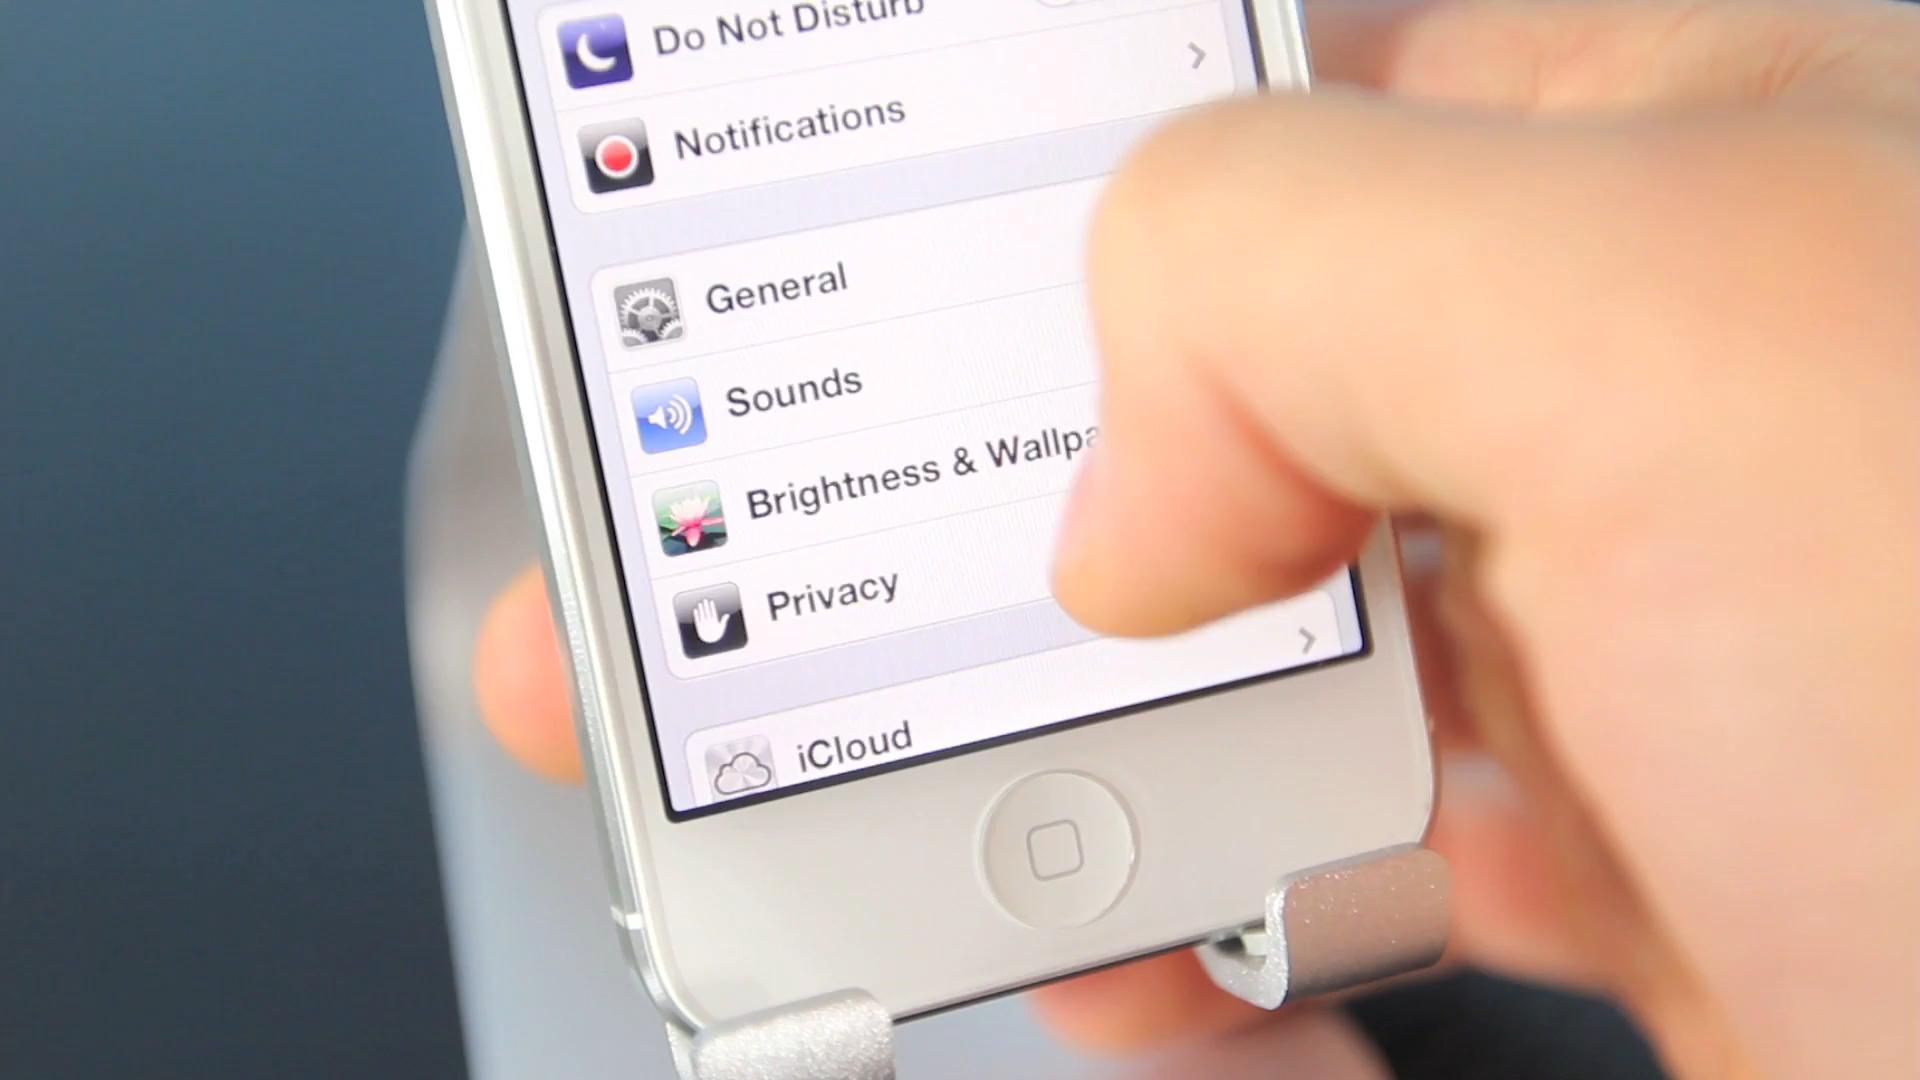 Do Not Disturb
Notifications
General
Sounds
Brightness & Wallpa
Privacy
iCloud